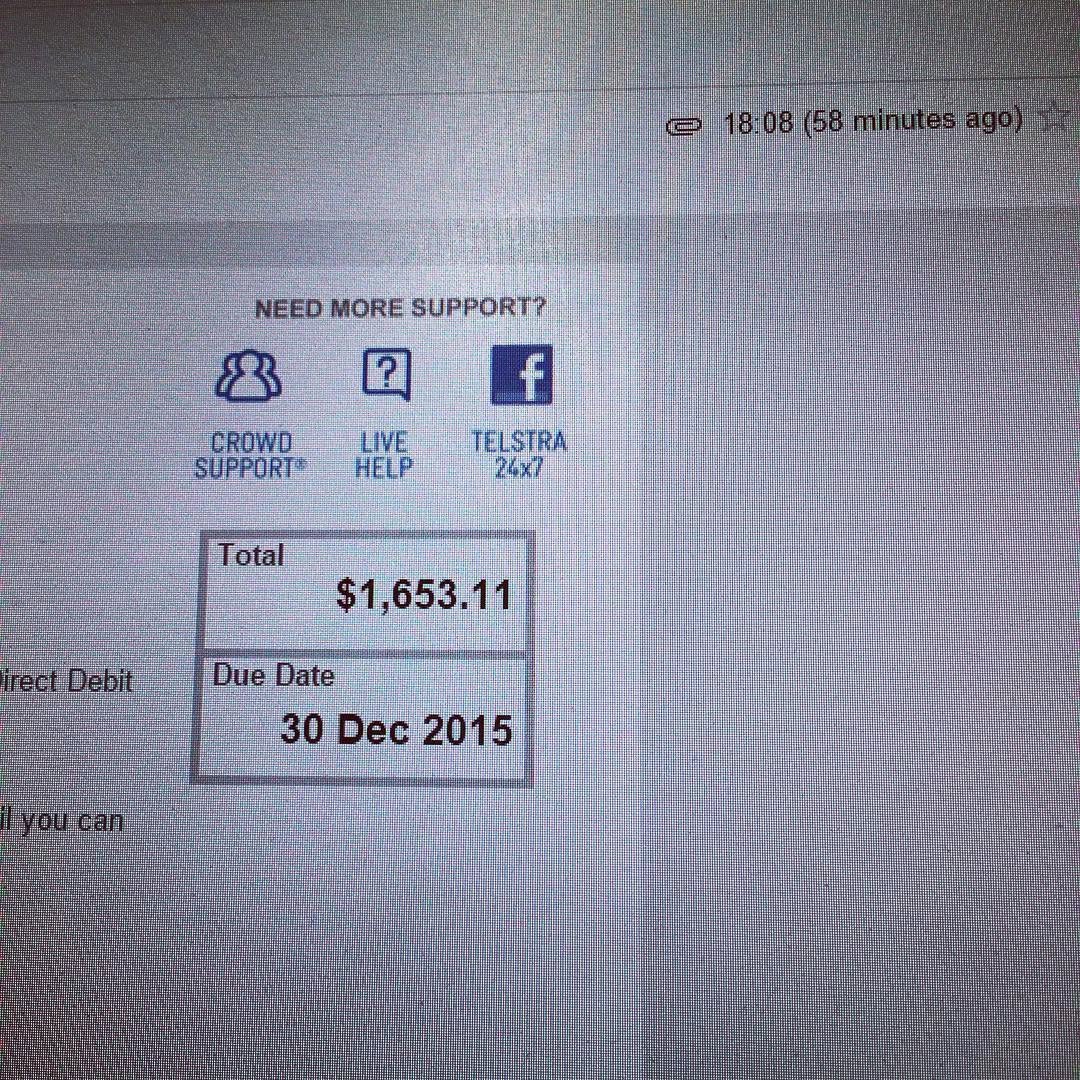 18:08 (58 minutes ago)
NEED MORE SUPPORT?
?
f
CROWD
SUPPORT®
LIVE
HELP
TELSTRA
24x7
Total
$1,653.11
Due Date
30 Dec 2015
irect Debit
il you can